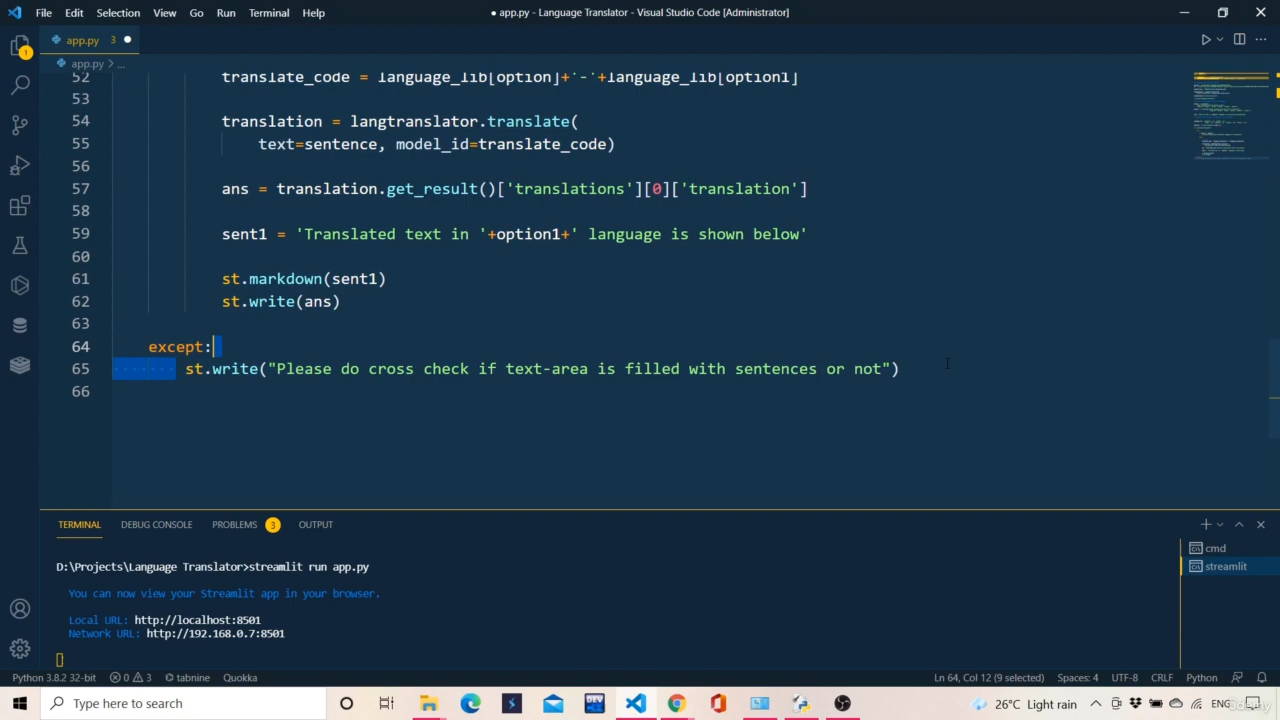 File Edit Selection View Go Run Terminal Help
● app.py - Language Translator - Visual Studio Code [Administrator]
app.py 3
app.py > ...
52 translate_code = language_lib[option]+'-'+language_lib[option1]
53
54 translation = langtranslator.translate(
55 text=sentence, model_id=translate_code)
56
57 ans = translation.get_result()['translations'][0]['translation']
58
59 sent1 = 'Translated text in '+option1+' language is shown below'
60
61 st.markdown(sent1)
62 st.write(ans)
63
64 except:
65 st.write("Please do cross check if text-area is filled with sentences or not")
66
TERMINAL DEBUG CONSOLE PROBLEMS 3 OUTPUT
cmd
streamlit
D:\Projects\Language Translator>streamlit run app.py
You can now view your Streamlit app in your browser.
Local URL: http://localhost:8501
Network URL: http://192.168.0.7:8501
Python 3.8.2 32-bit 0 3 tabnine Quokka Ln 64, Col 12 (9 selected) Spaces: 4 UTF-8 CRLF Python
Type here to search
DEV
26°C Light rain
ENG
Udemy